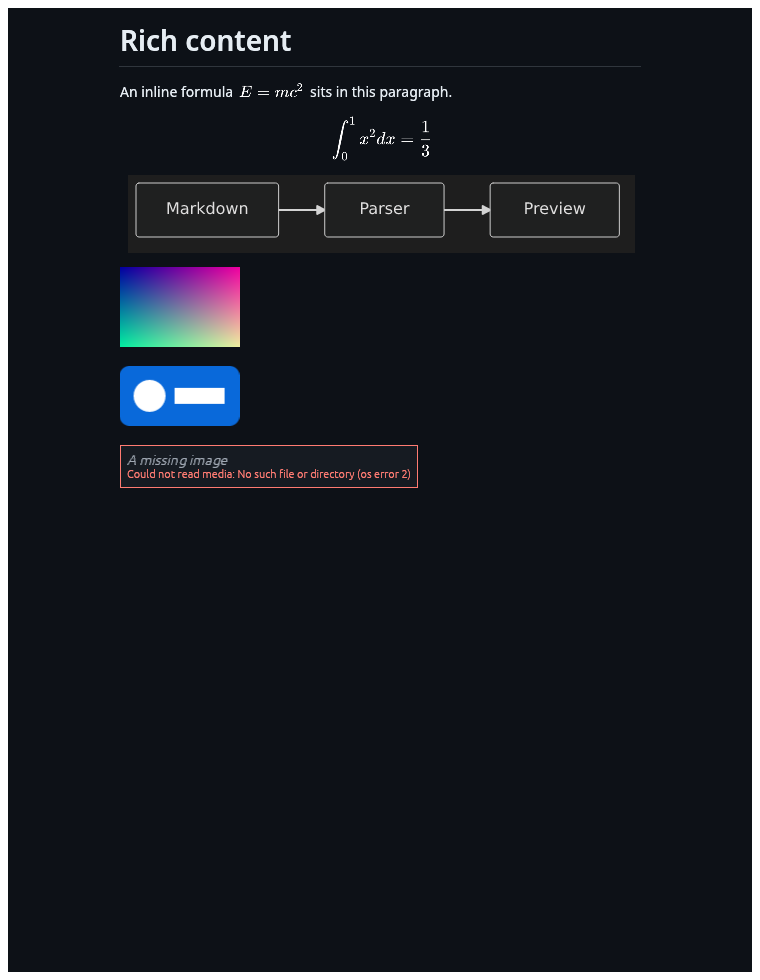 Rich content
An inline formula E = mc² sits in this paragraph.
∫₀¹ x²dx = 1/3
Markdown Parser Preview
A missing image
Could not read media: No such file or directory (os error 2)